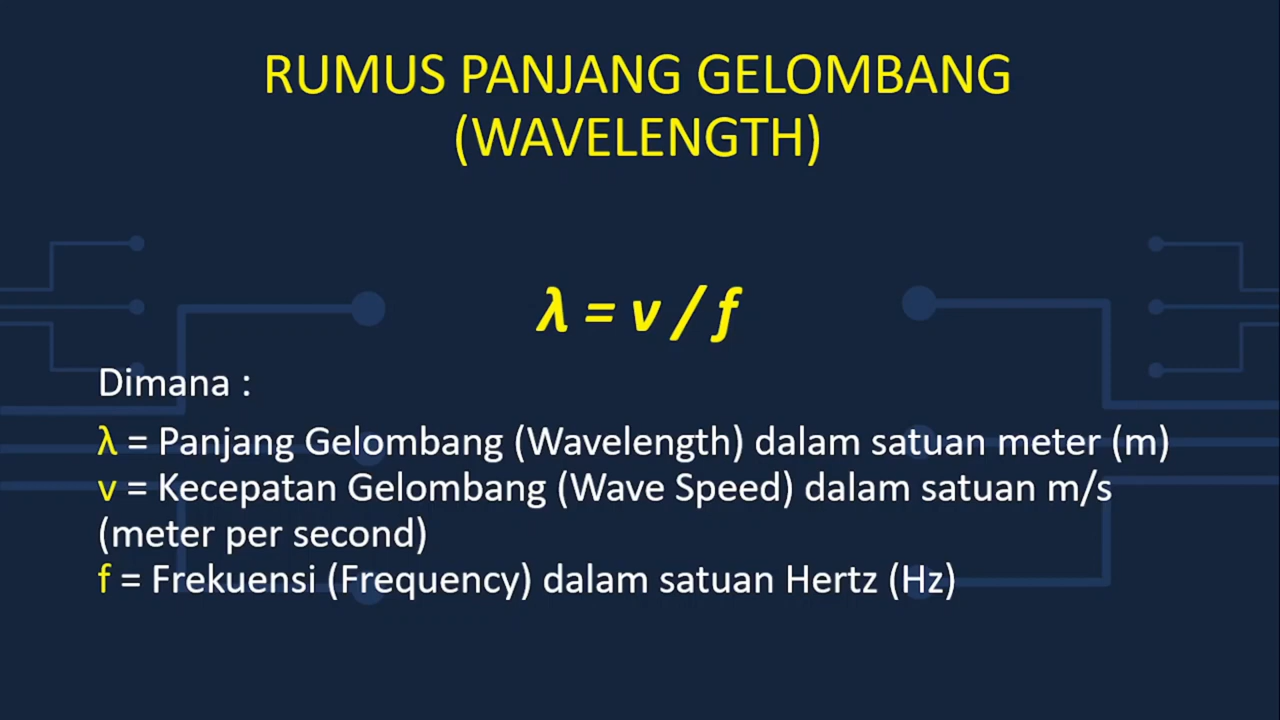 RUMUS PANJANG GELOMBANG
(WAVELENGTH)
λ = v / f
Dimana :
λ = Panjang Gelombang (Wavelength) dalam satuan meter (m)
v = Kecepatan Gelombang (Wave Speed) dalam satuan m/s
(meter per second)
f = Frekuensi (Frequency) dalam satuan Hertz (Hz)